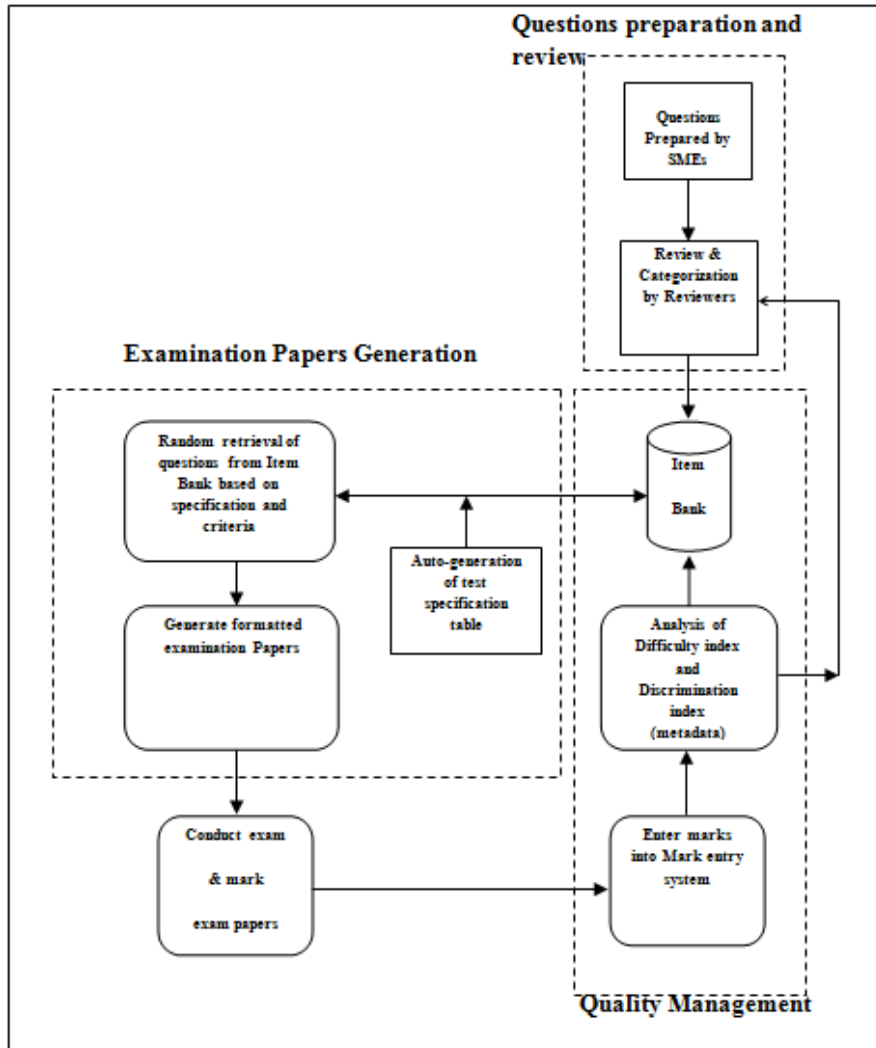 Questions preparation and
review
Questions
Prepared by
SMEs
Review &
Categorization
by Reviewers
Examination Papers Generation
Random retrieval of
questions from Item
Bank based on
specification and
criteria
Item
Bank
Auto-generation
of test
specification
table
Generate formatted
examination Papers
Analysis of
Difficulty index
and
Discrimination
index
(metadata)
Conduct exam
& mark
exam papers
Enter marks
into Mark entry
system
Quality Management